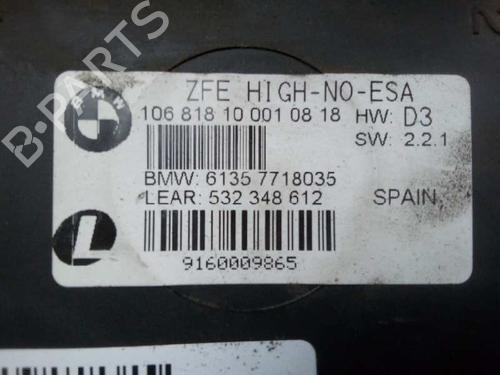 B-PARTS
ZFE HIGH-NO-ESA
BMW
106 818 10 001 08 18 HW: D3
SW: 2.2.1
BMW: 6135 7718035
LEAR: 532 348 612 SPAIN
L
9160009865